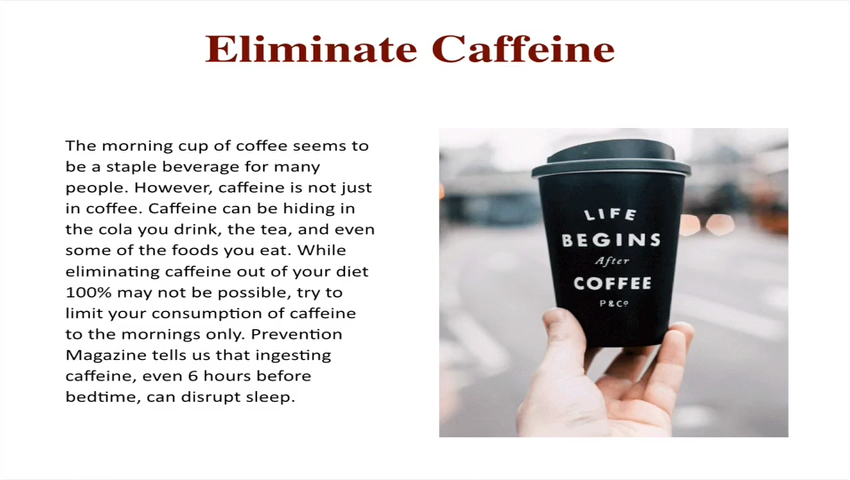 Eliminate Caffeine
The morning cup of coffee seems to
be a staple beverage for many
people. However, caffeine is not just
in coffee. Caffeine can be hiding in
the cola you drink, the tea, and even
some of the foods you eat. While
eliminating caffeine out of your diet
100% may not be possible, try to
limit your consumption of caffeine
to the mornings only. Prevention
Magazine tells us that ingesting
caffeine, even 6 hours before
bedtime, can disrupt sleep.
LIFE
BEGINS
After
COFFEE
P&Co